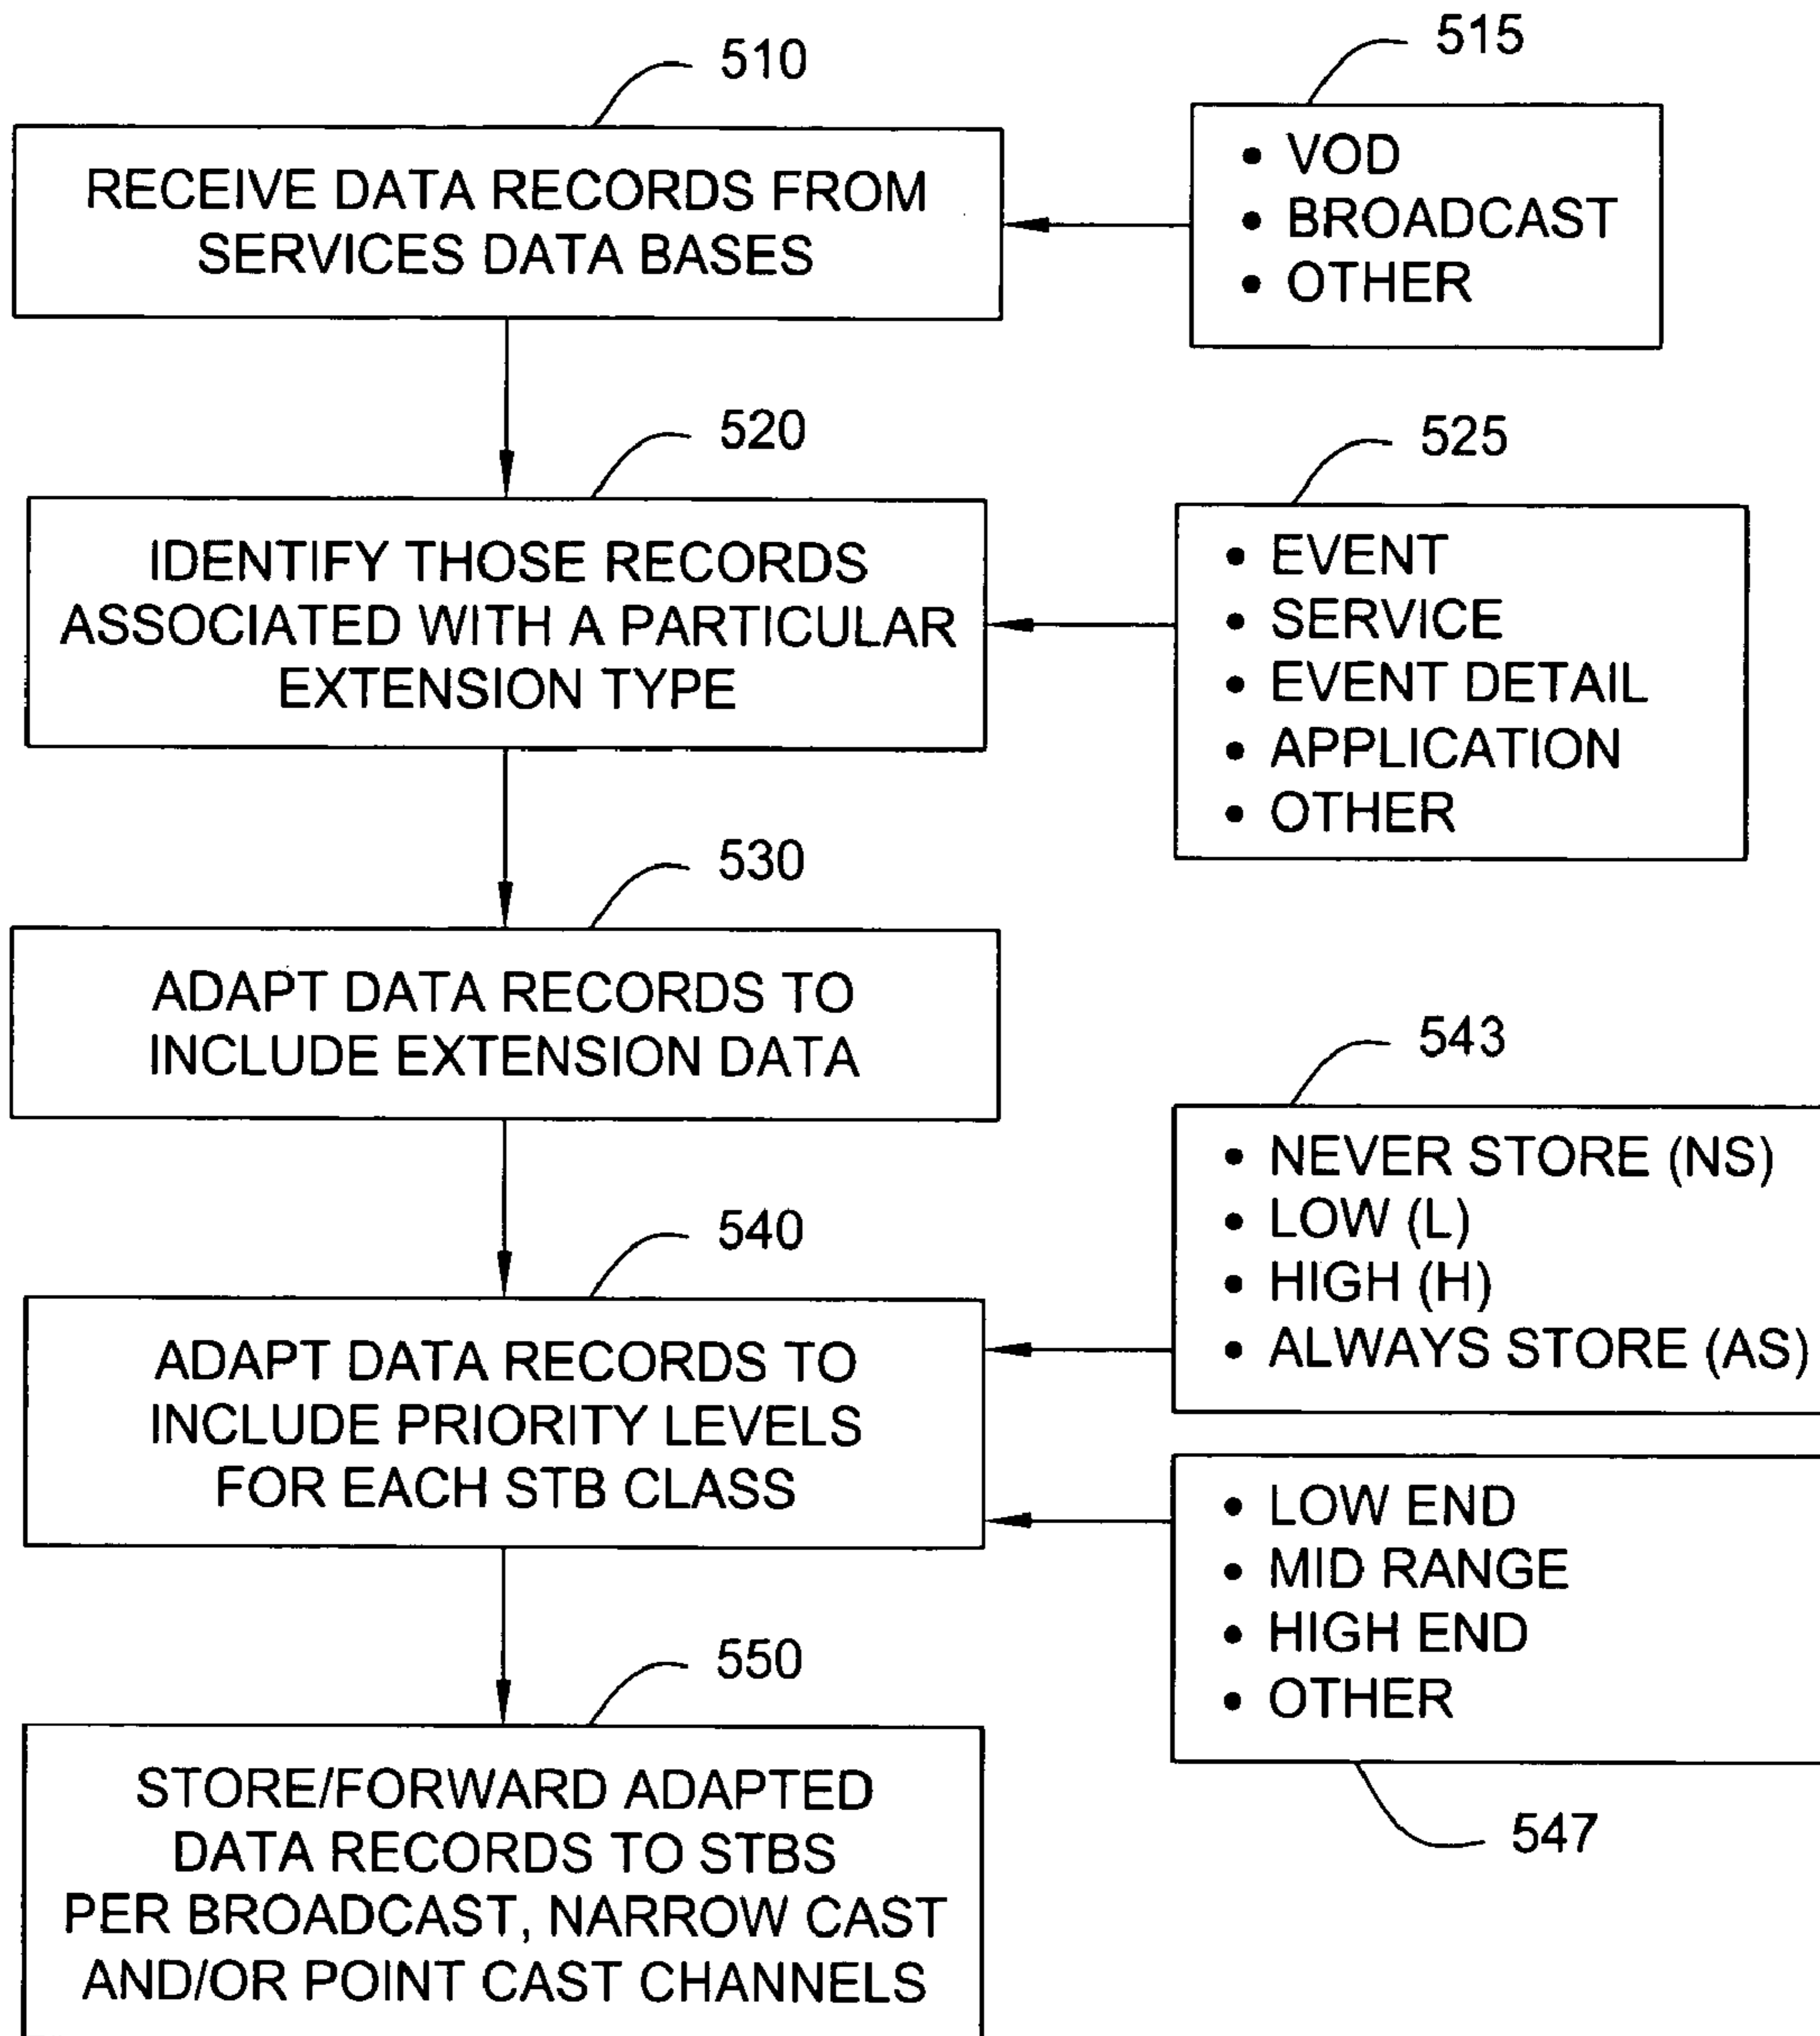 510
RECEIVE DATA RECORDS FROM
SERVICES DATA BASES
515
• VOD
• BROADCAST
• OTHER
520
IDENTIFY THOSE RECORDS
ASSOCIATED WITH A PARTICULAR
EXTENSION TYPE
525
• EVENT
• SERVICE
• EVENT DETAIL
• APPLICATION
• OTHER
530
ADAPT DATA RECORDS TO
INCLUDE EXTENSION DATA
540
ADAPT DATA RECORDS TO
INCLUDE PRIORITY LEVELS
FOR EACH STB CLASS
543
• NEVER STORE (NS)
• LOW (L)
• HIGH (H)
• ALWAYS STORE (AS)
• LOW END
• MID RANGE
• HIGH END
• OTHER
547
550
STORE/FORWARD ADAPTED
DATA RECORDS TO STBS
PER BROADCAST, NARROW CAST
AND/OR POINT CAST CHANNELS